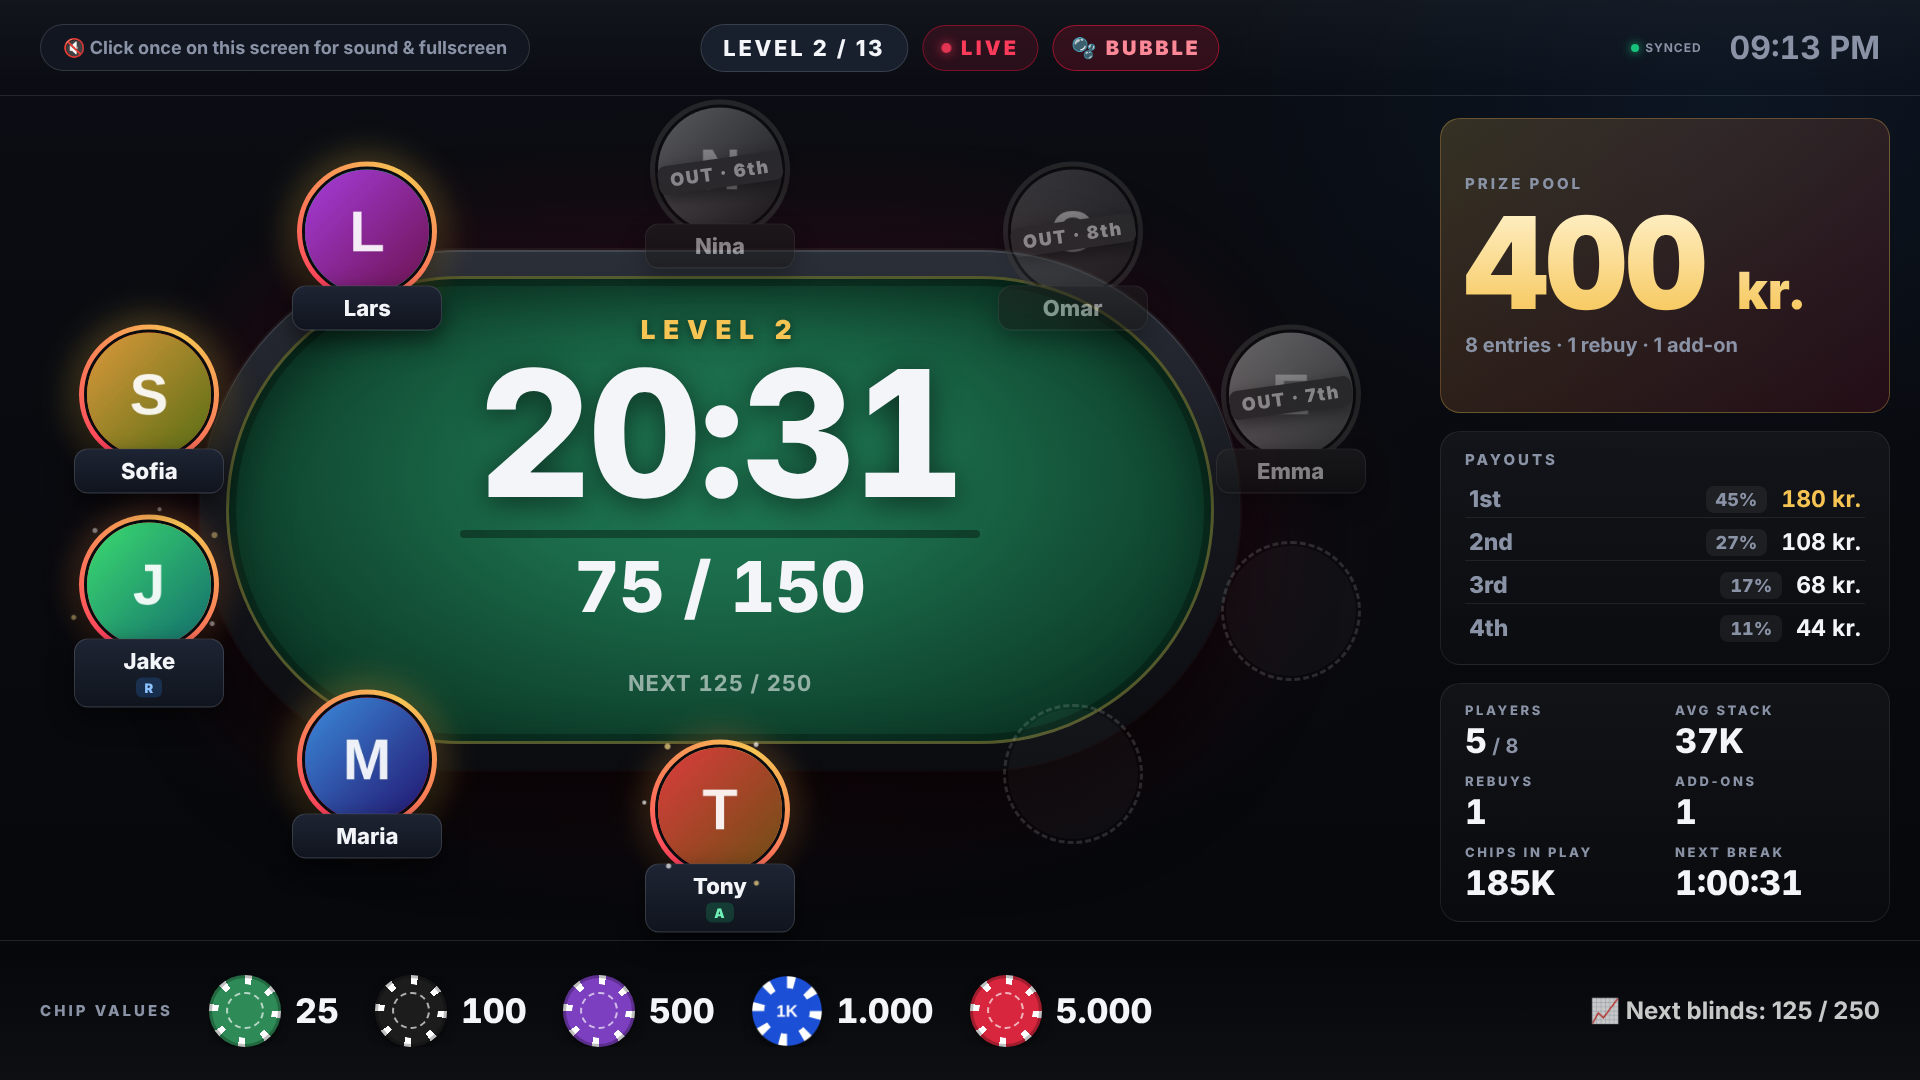 🔇 Click once on this screen for sound & fullscreen
LEVEL 2 / 13
LIVE
🫧 BUBBLE
SYNCED
09:13 PM
N
OUT · 6th
Nina
L
Lars
OUT · 8th
Omar
S
Sofia
OUT · 7th
Emma
J
Jake
R
M
Maria
T
Tony
A
LEVEL 2
20:31
75 / 150
NEXT 125 / 250
PRIZE POOL
400 kr.
8 entries · 1 rebuy · 1 add-on
PAYOUTS
1st 45% 180 kr.
2nd 27% 108 kr.
3rd 17% 68 kr.
4th 11% 44 kr.
PLAYERS
5 / 8
AVG STACK
37K
REBUYS
1
ADD-ONS
1
CHIPS IN PLAY
185K
NEXT BREAK
1:00:31
CHIP VALUES
25
100
500
1K
1.000
5.000
📈 Next blinds: 125 / 250